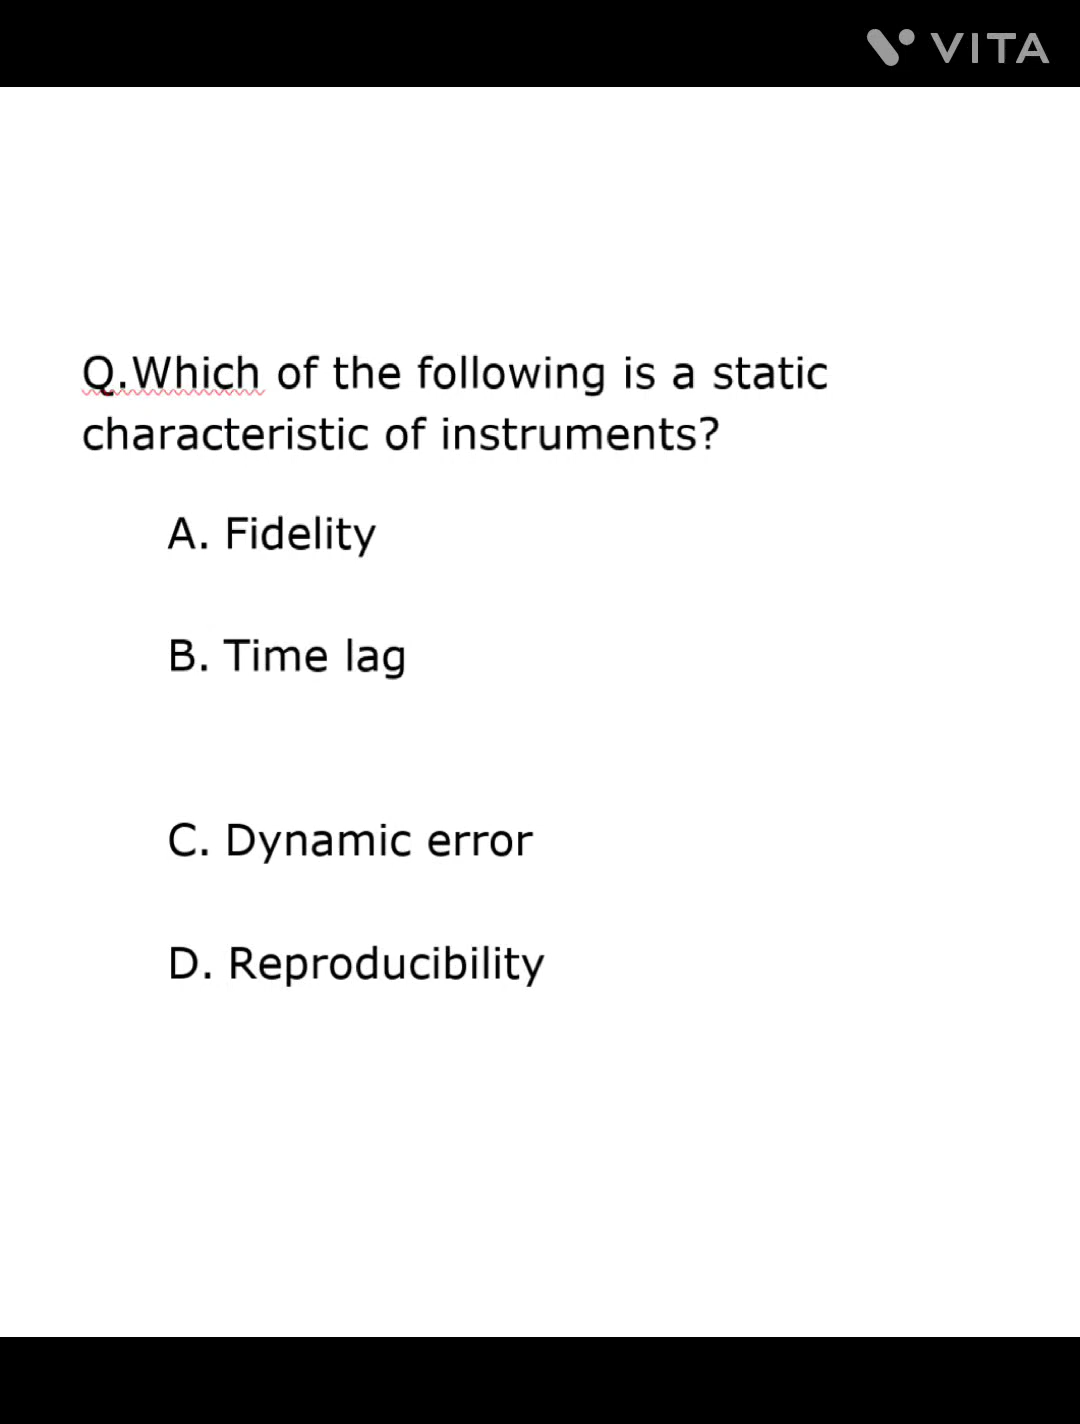 VITA
Q.Which of the following is a static
characteristic of instruments?
A. Fidelity
B. Time lag
C. Dynamic error
D. Reproducibility